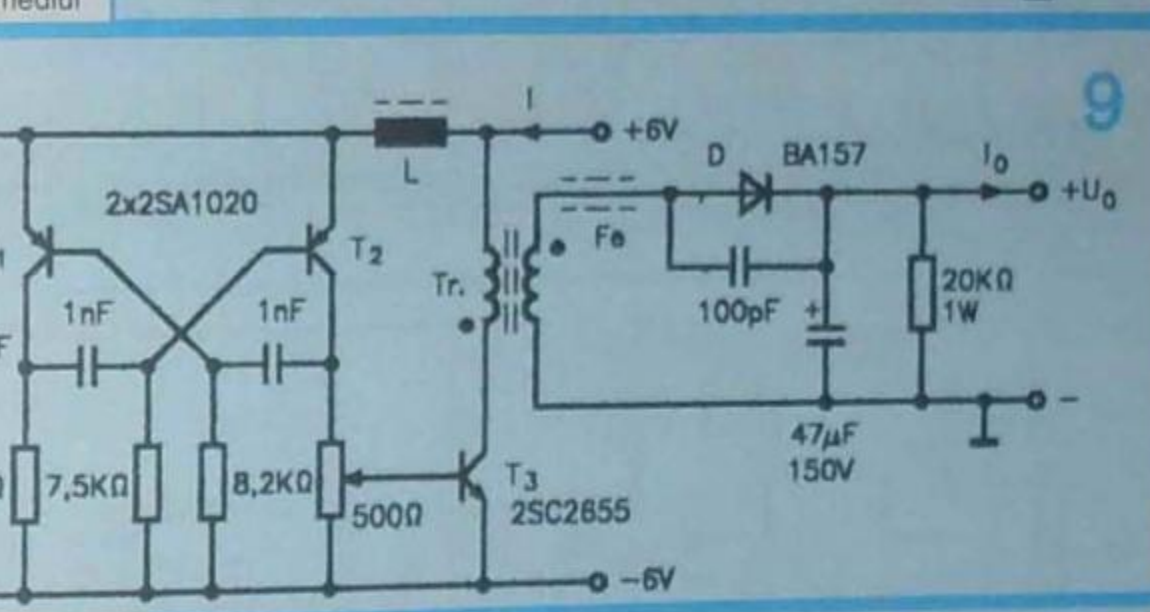 9
I
+6V
L
2x2SA1020
T2
1nF
1nF
7,5KΩ
8,2KΩ
500Ω
Tr.
T3
2SC2655
-6V
Fe
D
BA157
100pF
+
47µF
150V
20KΩ
1W
I0
+U0
-